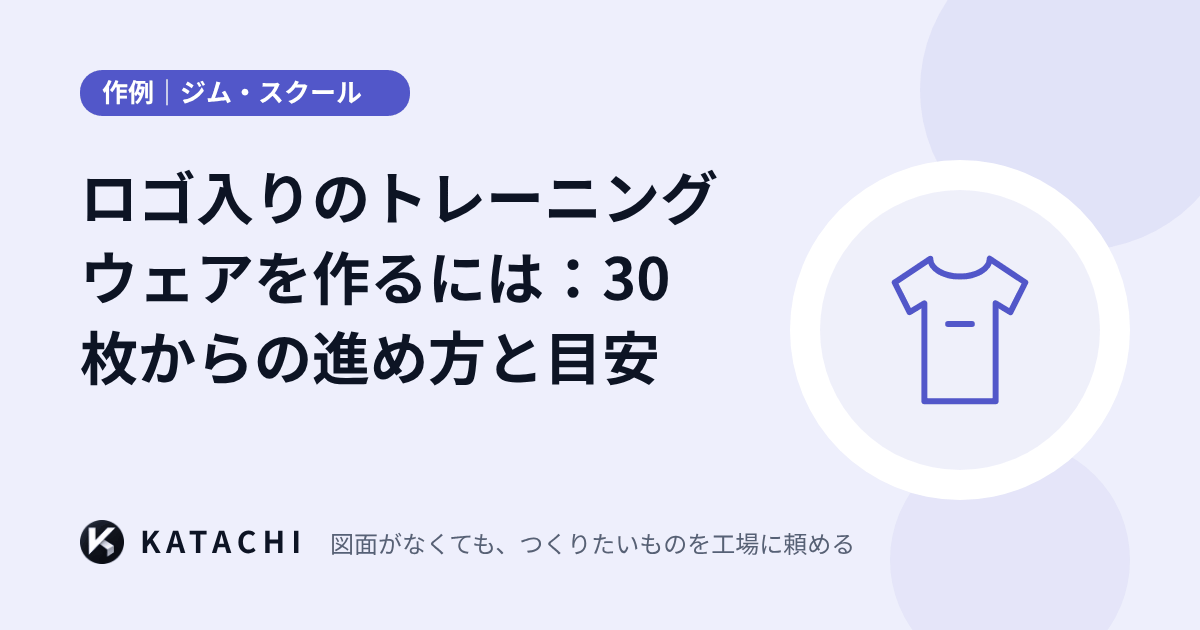 作例｜ジム・スクール
ロゴ入りのトレーニング
ウェアを作るには：30
枚からの進め方と目安
KATACHI 図面がなくても、つくりたいものを工場に頼める